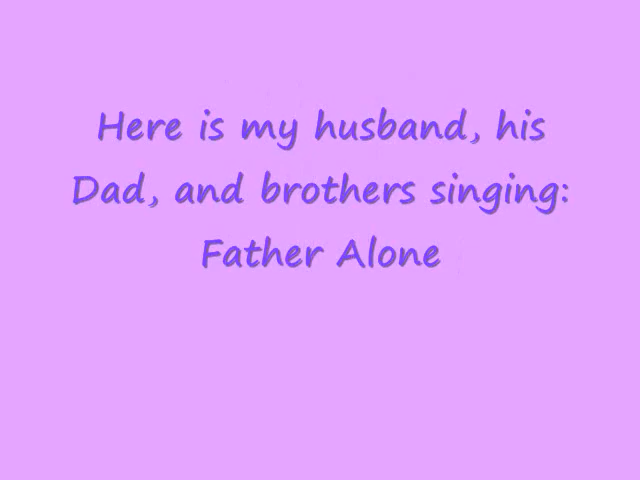 Here is my husband, his
Dad, and brothers singing:
Father Alone